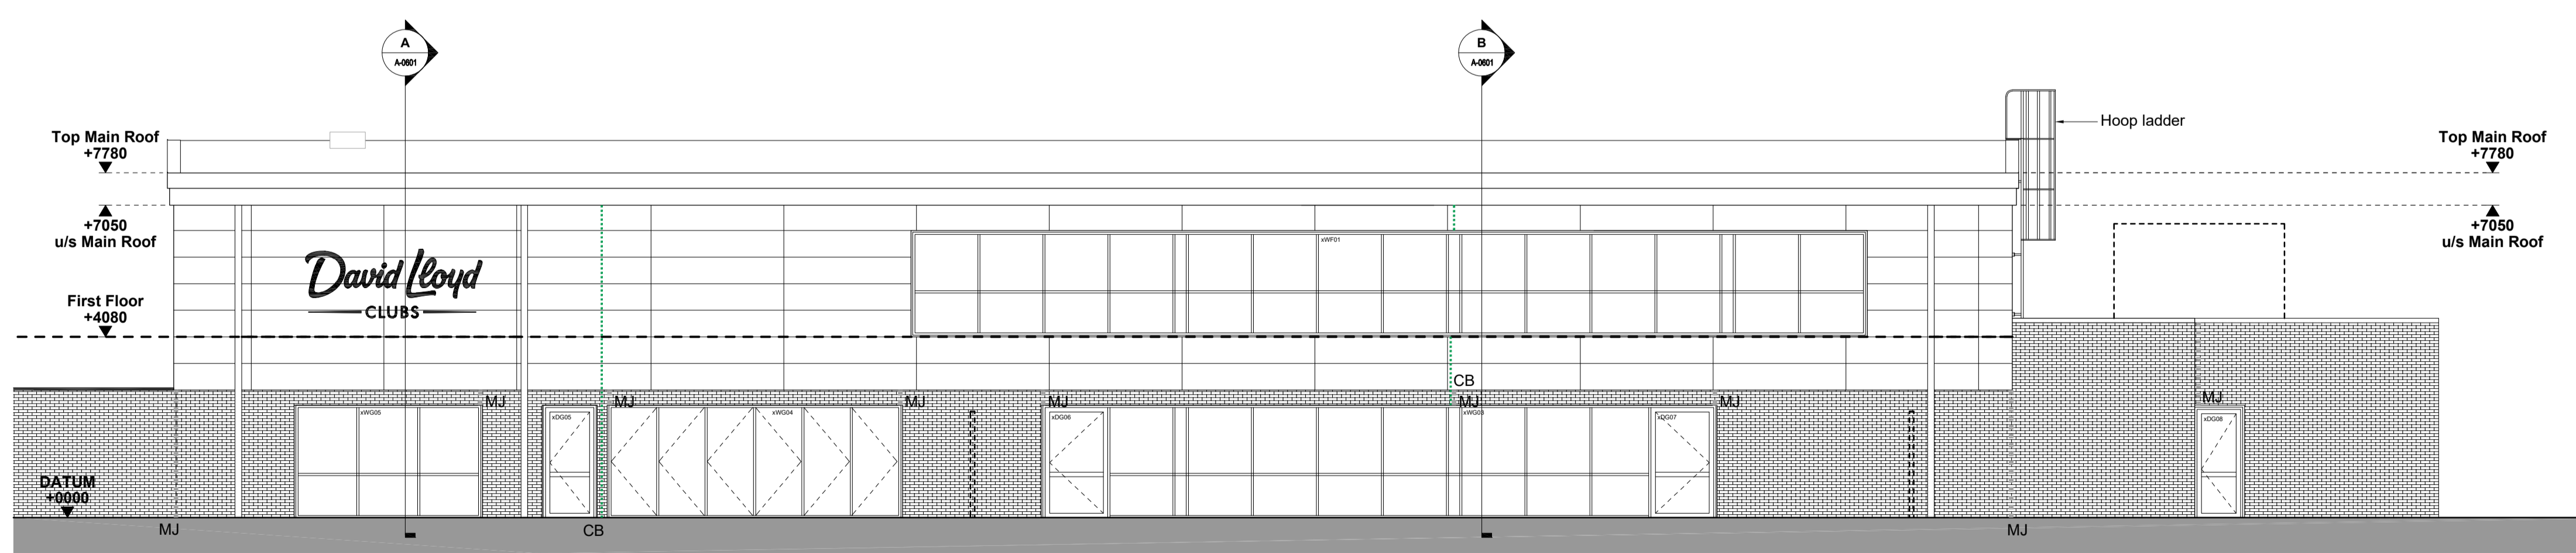 A
A-0601
B
A-0601
Hoop ladder
Top Main Roof
+7780
Top Main Roof
+7780
+7050
u/s Main Roof
+7050
u/s Main Roof
xWF01
David Lloyd
CLUBS
First Floor
+4080
CB
MJ
MJ
MJ
MJ
MJ
MJ
MJ
xWG05
xDG05
xWG04
xDG06
xWG03
xDG07
xDG08
DATUM
+0000
MJ
CB
MJ